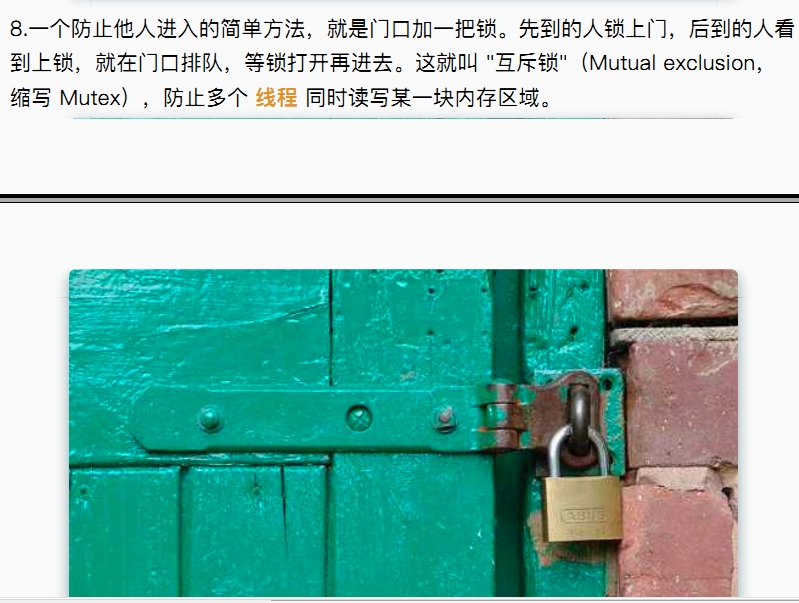 8.一个防止他人进入的简单方法，就是门口加一把锁。先到的人锁上门，后到的人看
到上锁，就在门口排队，等锁打开再进去。这就叫 "互斥锁"（Mutual exclusion，
缩写 Mutex），防止多个 线程 同时读写某一块内存区域。
ABUS